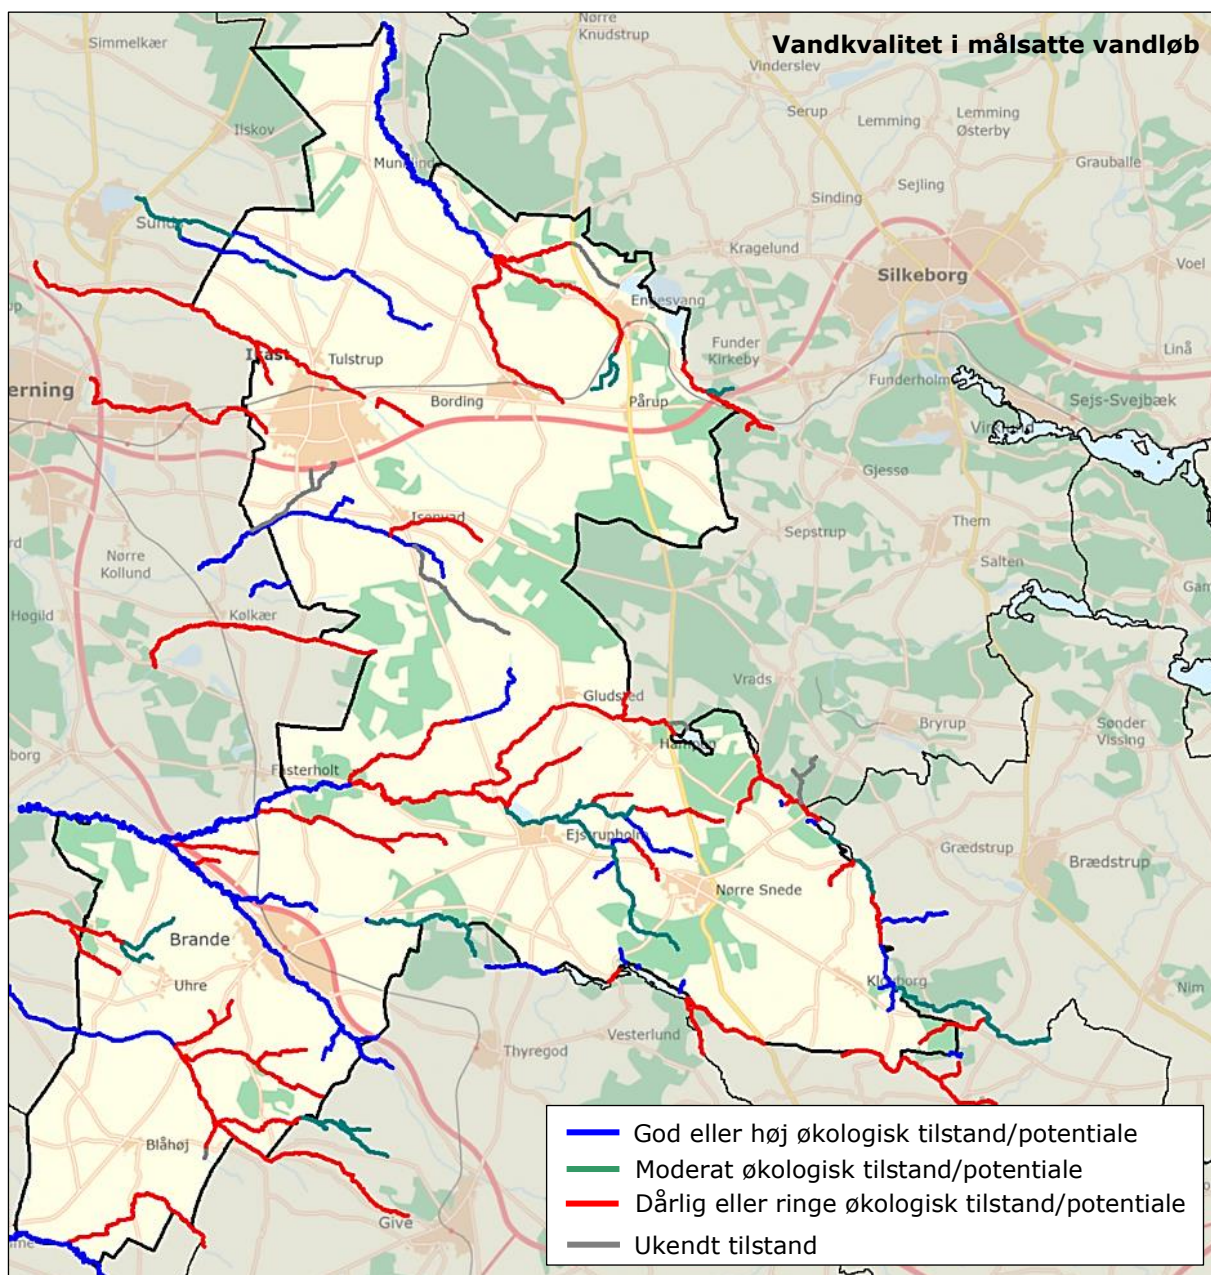 Nørre
Knudstrup
Simmelkær
Vandkvalitet i målsatte vandløb
Vinderslev
Serup
Lemming
Lemming
Østerby
Ilskov
Grauballe
Sejling
Sinding
Kragelund
Voel
Silkeborg
Engesvang
Funder
Kirkeby
Linå
Tulstrup
Funderholme
erning
Bording
Pårup
Sejs-Svejbæk
Virklund
Gjessø
Them
Sepstrup
Nørre
Kollund
Salten
Gam
Høgild
Kølkær
Vrads
Gludsted
Bryrup
Sønder
Vissing
borg
Fasterholt
Hampen
Ejstrupholm
Grædstrup
Brædstrup
Nørre Snede
Brande
Uhre
Klovborg
Nim
Vesterlund
Thyregod
Blåhøj
Give
God eller høj økologisk tilstand/potentiale
Moderat økologisk tilstand/potentiale
Dårlig eller ringe økologisk tilstand/potentiale
Ukendt tilstand